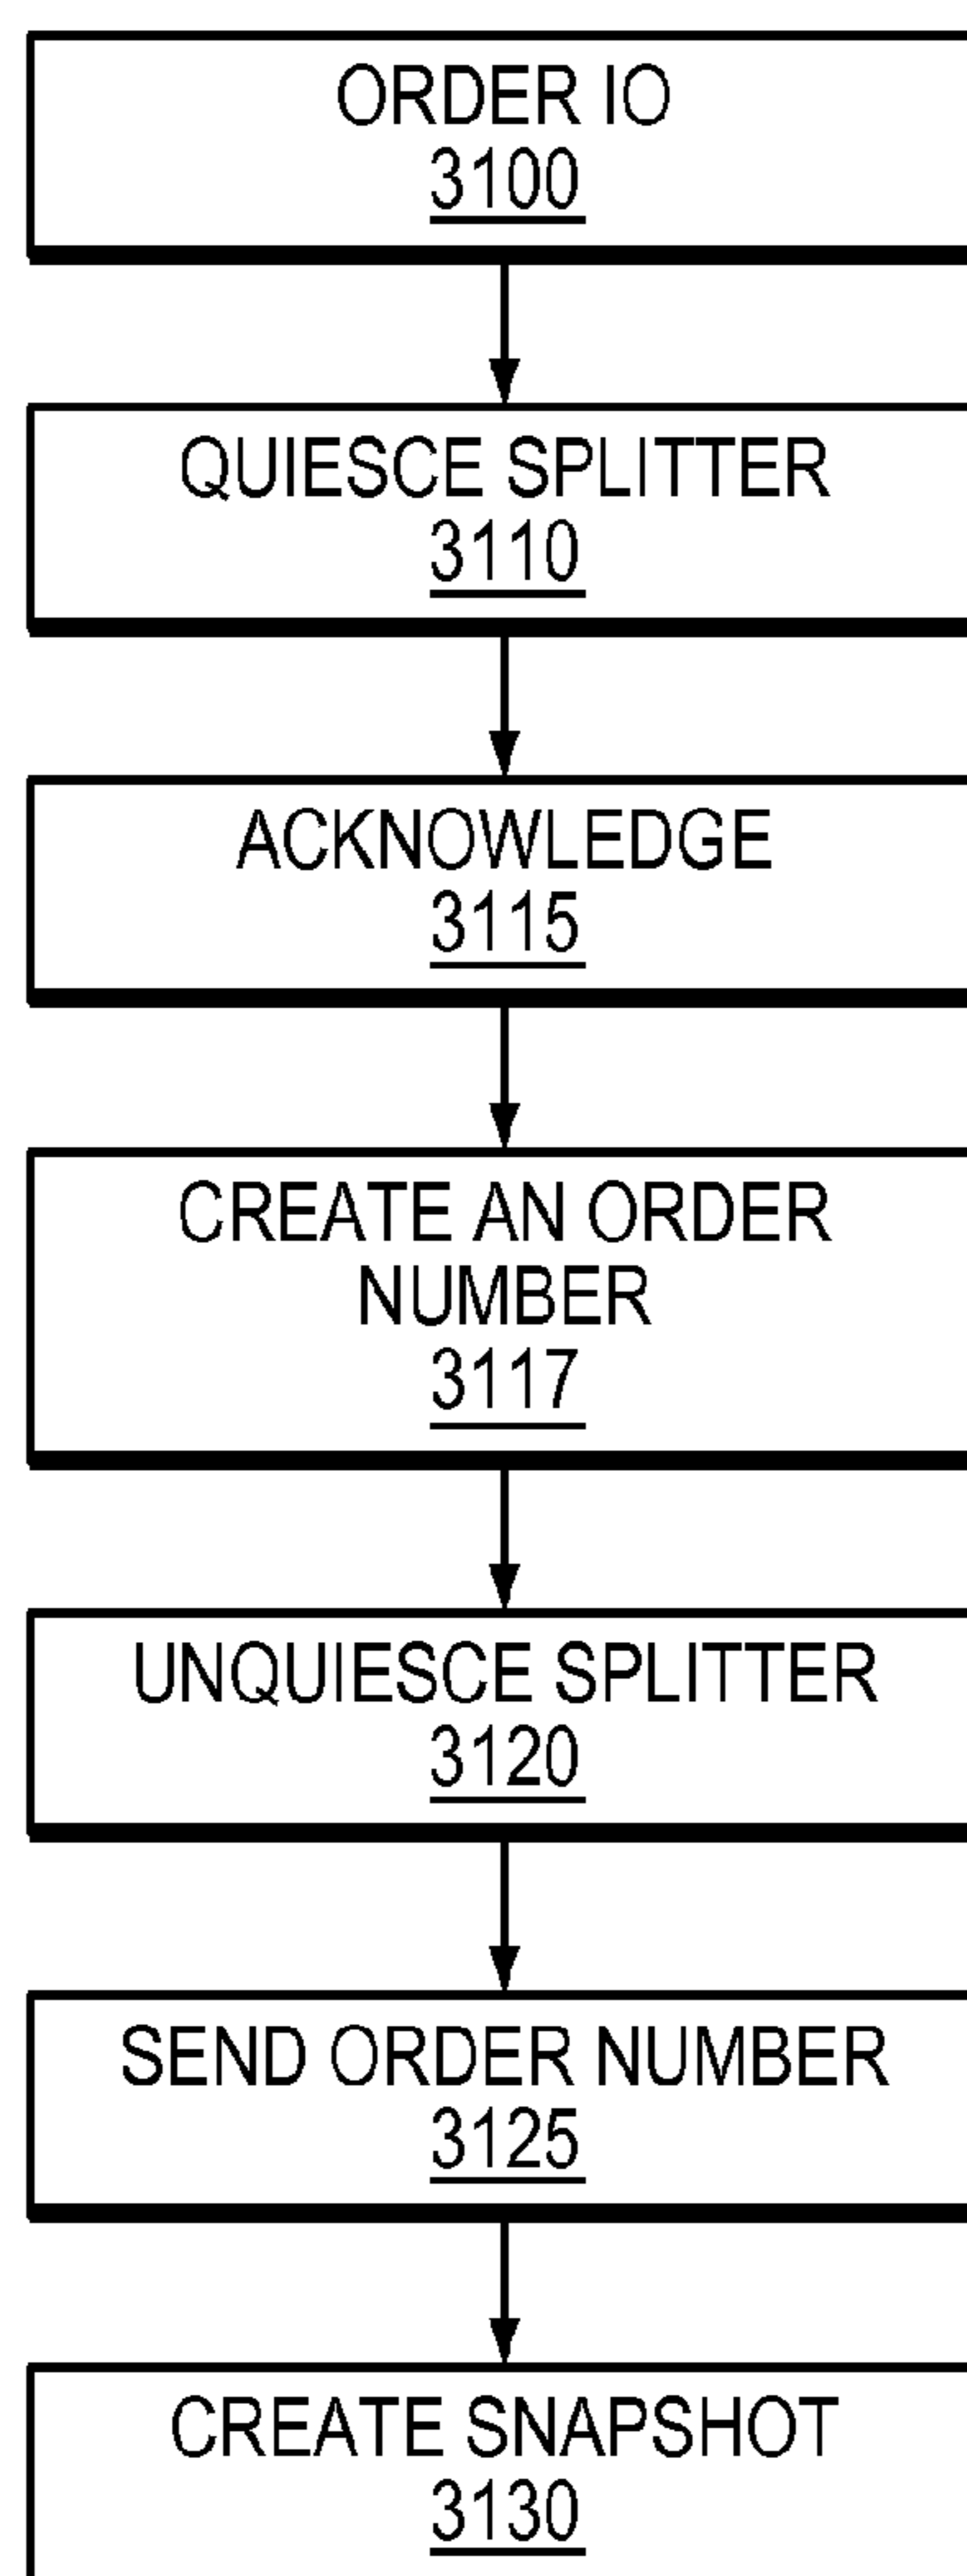 ORDER IO
3100
QUIESCE SPLITTER
3110
ACKNOWLEDGE
3115
CREATE AN ORDER
NUMBER
3117
UNQUIESCE SPLITTER
3120
SEND ORDER NUMBER
3125
CREATE SNAPSHOT
3130